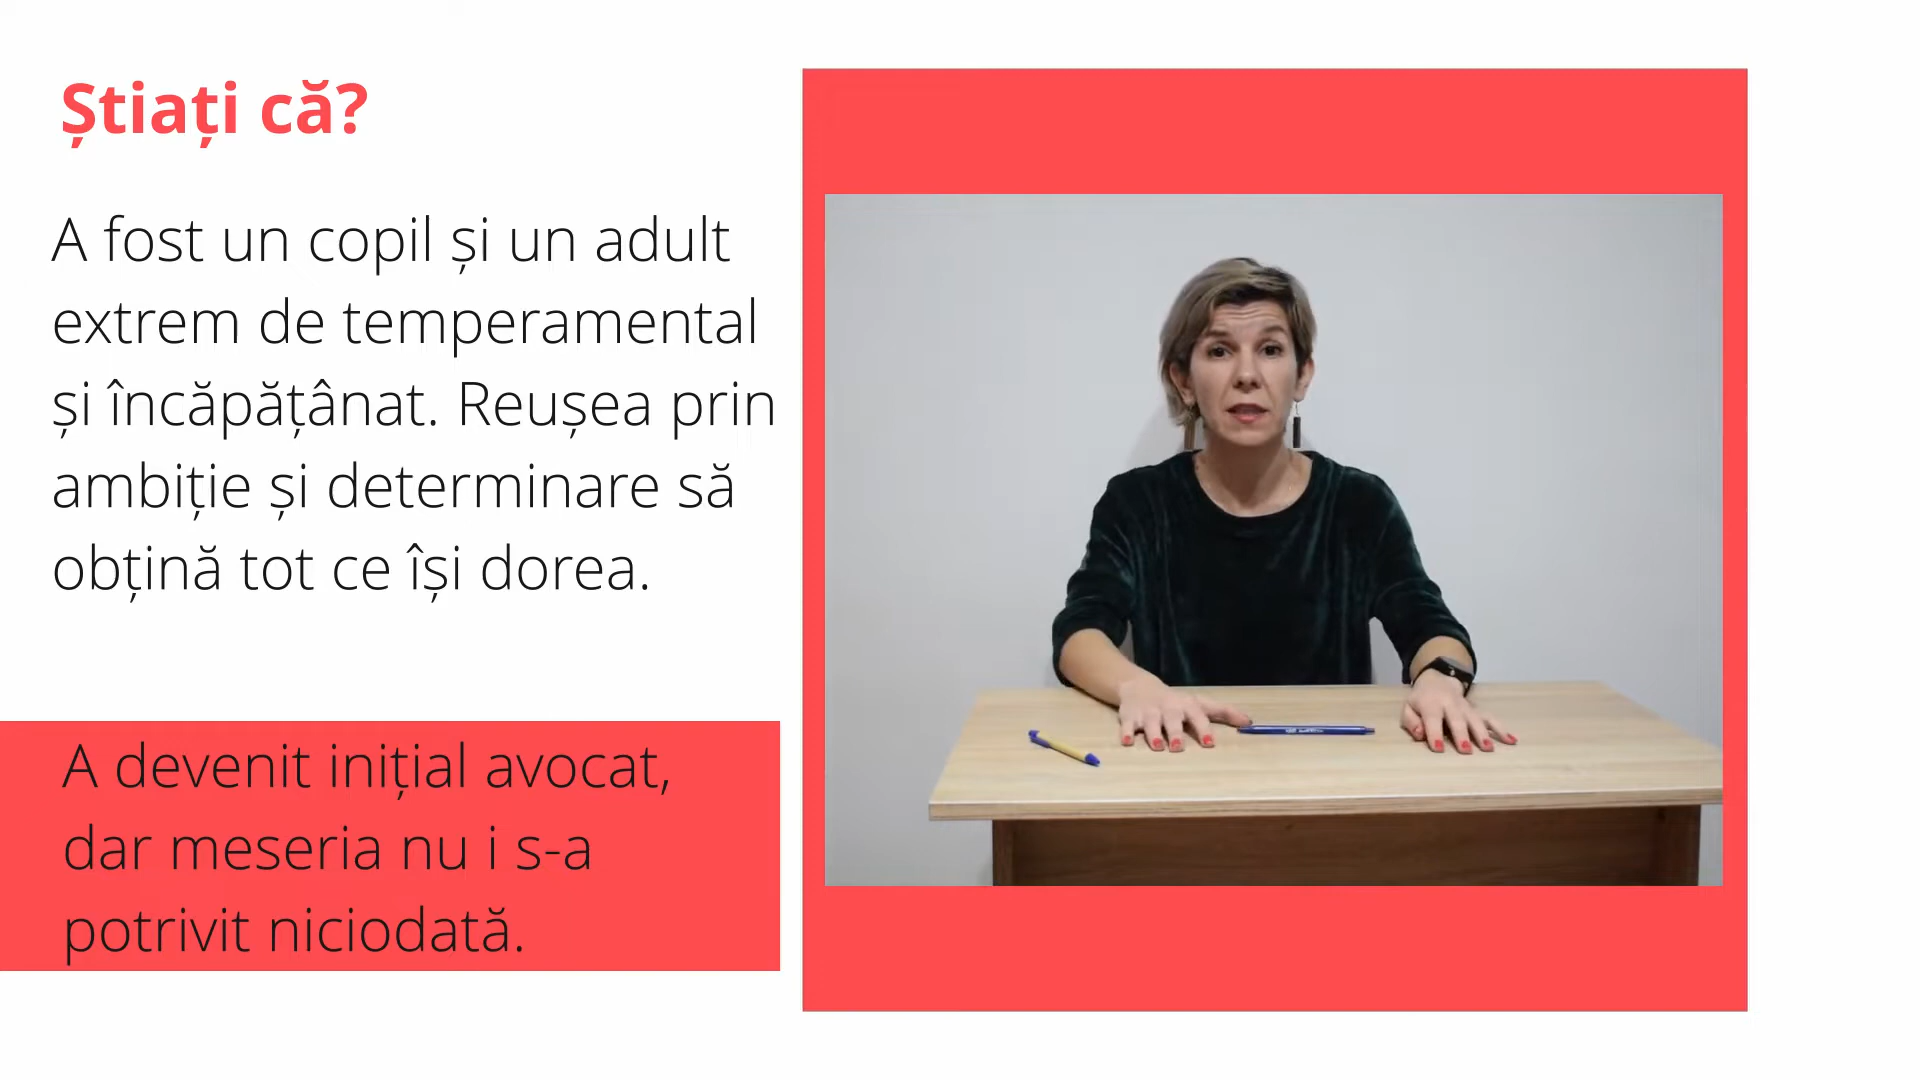 Știați că?
A fost un copil și un adult
extrem de temperamental
și încăpățânat. Reușea prin
ambiție și determinare să
obțină tot ce își dorea.
A devenit inițial avocat,
dar meseria nu i s-a
potrivit niciodată.